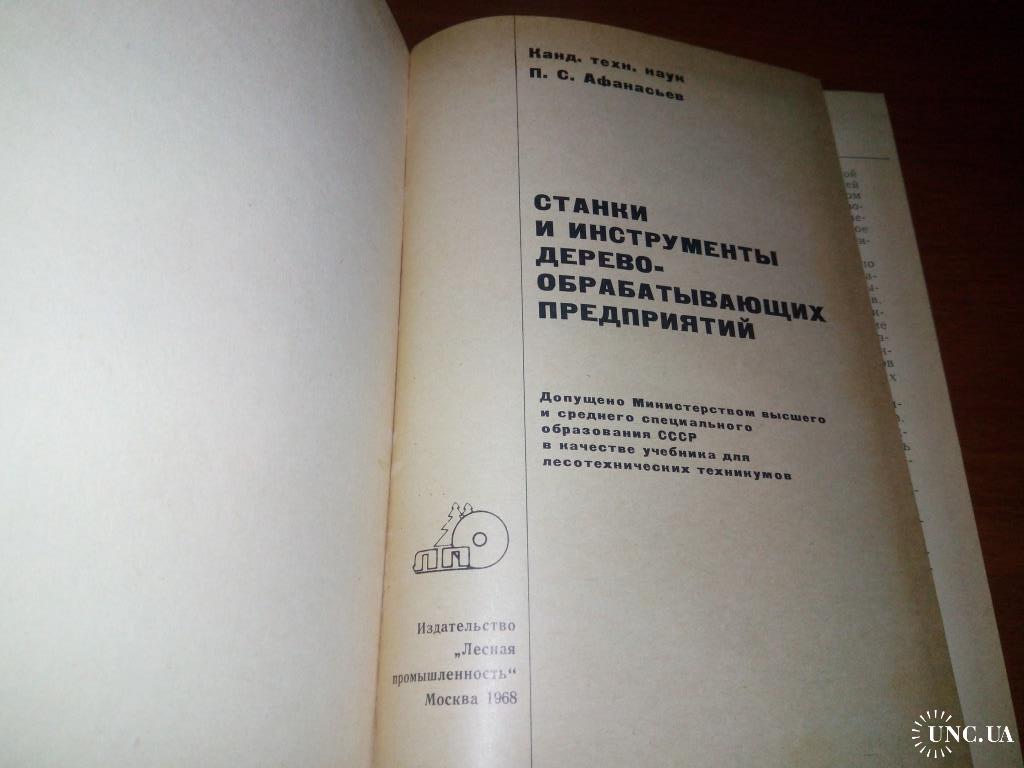 Канд. техн. наук
П. С. Афанасьев
СТАНКИ
И ИНСТРУМЕНТЫ
ДЕРЕВО-
ОБРАБАТЫВАЮЩИХ
ПРЕДПРИЯТИЙ
Допущено Министерством высшего
и среднего специального
образования СССР
в качестве учебника для
лесотехнических техникумов
ЛП
Издательство
„Лесная
промышленность“
Москва 1968
UNC.UA